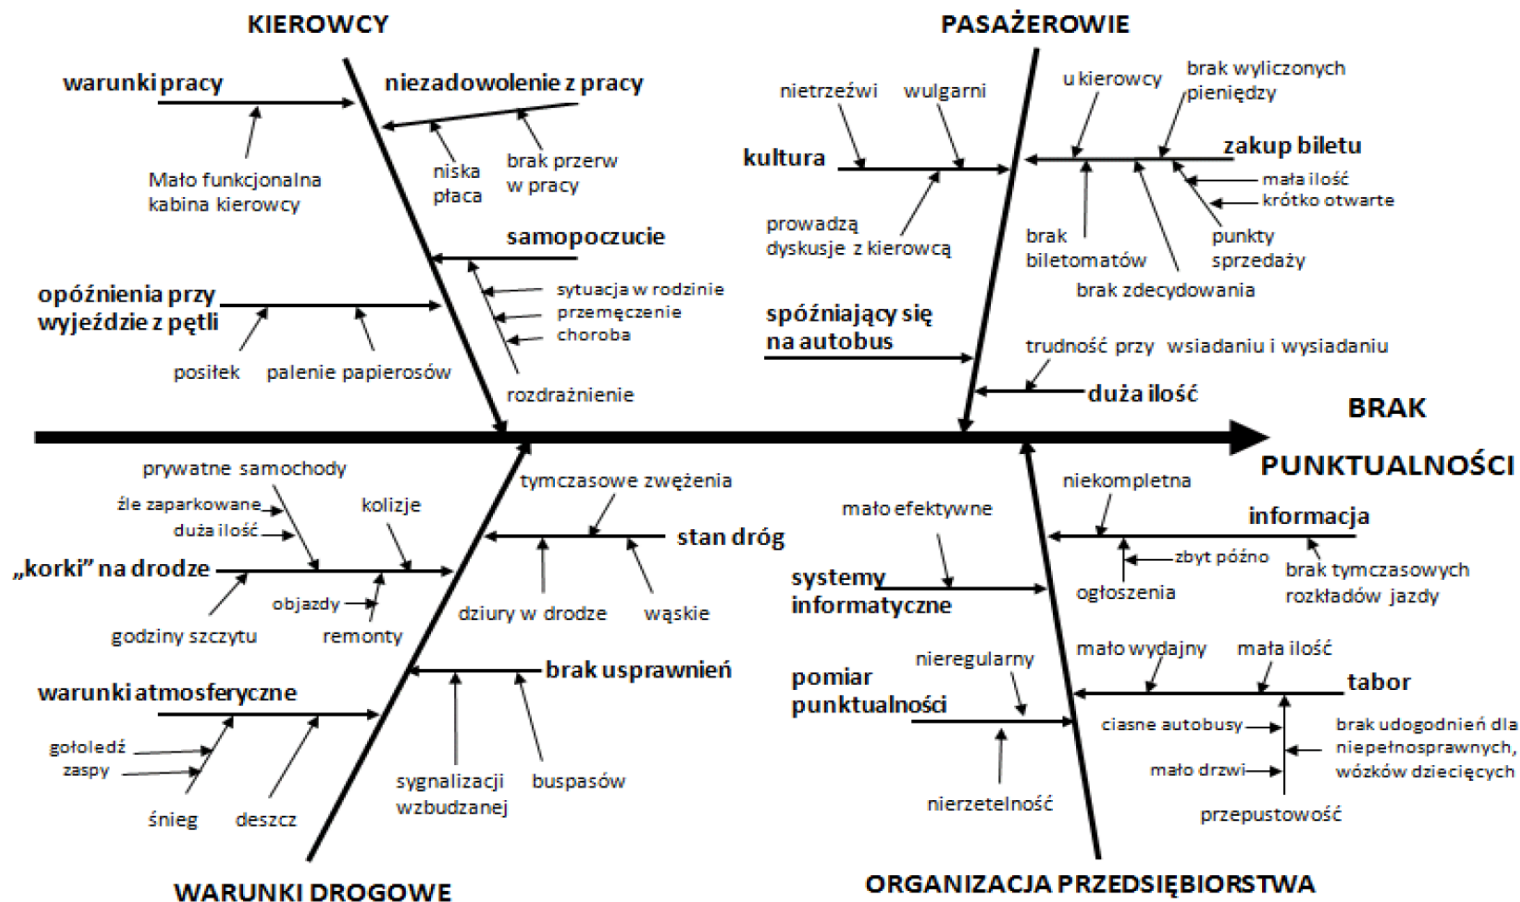 KIEROWCY
warunki pracy
niezadowolenie z pracy
Mało funkcjonalna
kabina kierowcy
niska
płaca
brak przerw
w pracy
samopoczucie
sytuacja w rodzinie
przemęczenie
choroba
rozdrażnienie
opóźnienia przy
wyjeździe z pętli
posiłek
palenie papierosów
PASAŻEROWIE
nietrzeźwi
wulgarni
kultura
prowadzą
dyskusje z kierowcą
u kierowcy
brak wyliczonych
pieniędzy
zakup biletu
mała ilość
krótko otwarte
brak
biletomatów
punkty
sprzedaży
brak zdecydowania
spóźniający się
na autobus
trudność przy wsiadaniu i wysiadaniu
duża ilość
BRAK
PUNKTUALNOŚCI
prywatne samochody
źle zaparkowane
duża ilość
kolizje
„korki” na drodze
objazdy
godziny szczytu
remonty
tymczasowe zwężenia
stan dróg
dziury w drodze
wąskie
warunki atmosferyczne
gołoledź
zaspy
śnieg
deszcz
brak usprawnień
sygnalizacji
wzbudzanej
buspasów
WARUNKI DROGOWE
mało efektywne
systemy
informatyczne
niekompletna
informacja
zbyt późno
ogłoszenia
brak tymczasowych
rozkładów jazdy
nieregularny
pomiar
punktualności
nierzetelność
mało wydajny
mała ilość
tabor
ciasne autobusy
brak udogodnień dla
niepełnosprawnych,
wózków dziecięcych
mało drzwi
przepustowość
ORGANIZACJA PRZEDSIĘBIORSTWA